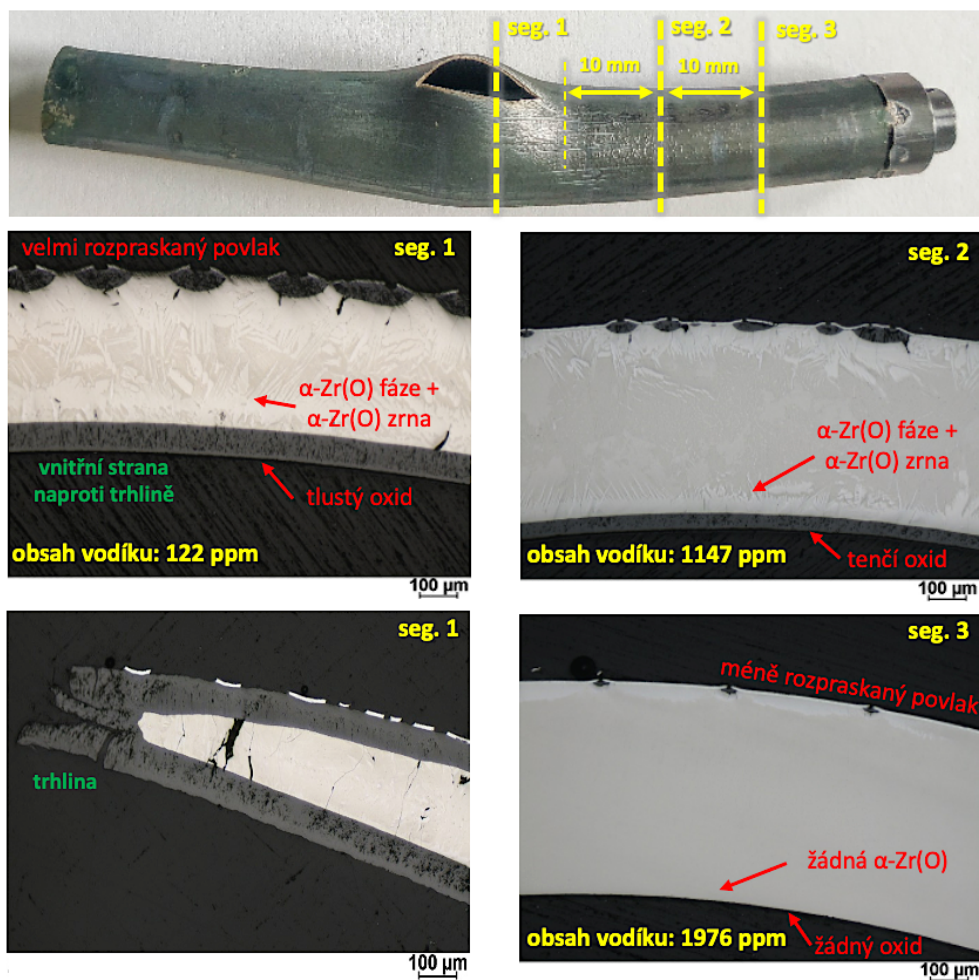 seg. 1
seg. 2
seg. 3
10 mm
10 mm
velmi rozpraskaný povlak
seg. 1
α-Zr(O) fáze +
α-Zr(O) zrna
vnitřní strana
naproti trhlině
tlustý oxid
obsah vodíku: 122 ppm
100 µm
seg. 2
α-Zr(O) fáze +
α-Zr(O) zrna
obsah vodíku: 1147 ppm
tenčí oxid
100 µm
seg. 1
trhlina
100 µm
seg. 3
méně rozpraskaný povlak
žádná α-Zr(O)
obsah vodíku: 1976 ppm
žádný oxid
100 µm